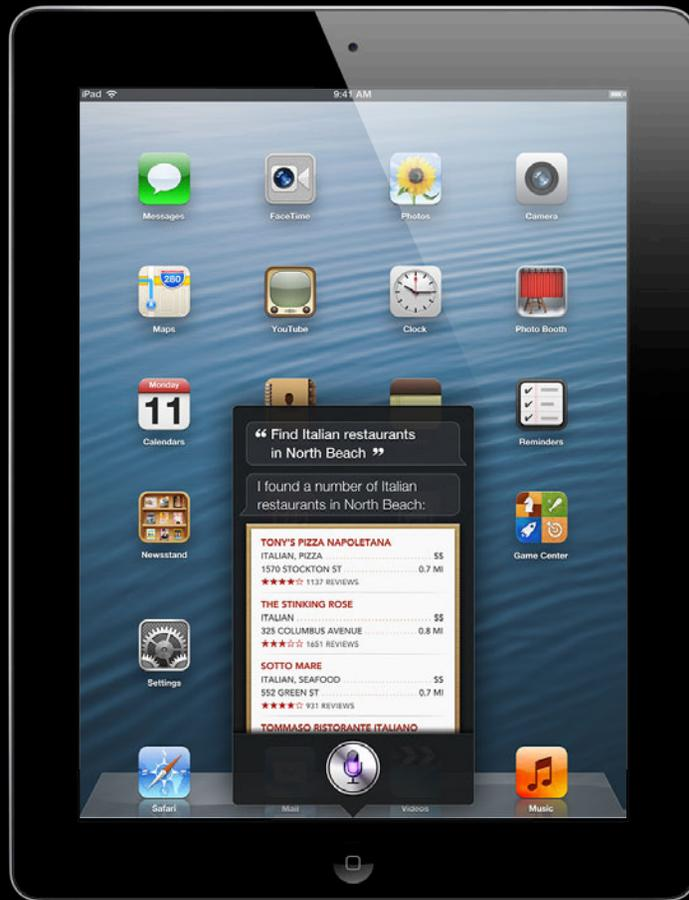 iPad
9:41 AM
Messages
FaceTime
Photos
Camera
280
Maps
YouTube
Clock
Photo Booth
Monday
11
Calendars
Reminders
Newsstand
Game Center
Settings
“ Find Italian restaurants
in North Beach ”
I found a number of Italian
restaurants in North Beach:
TONY'S PIZZA NAPOLETANA
ITALIAN, PIZZA $$
1570 STOCKTON ST 0.7 MI
1137 REVIEWS
THE STINKING ROSE
ITALIAN $$
325 COLUMBUS AVENUE 0.8 MI
1651 REVIEWS
SOTTO MARE
ITALIAN, SEAFOOD $$
552 GREEN ST 0.7 MI
931 REVIEWS
TOMMASO RISTORANTE ITALIANO
Safari
Mail
Videos
Music